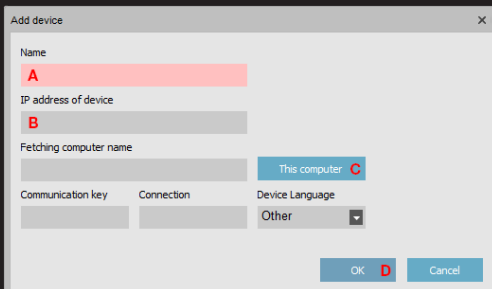 Add device
Name
A
IP address of device
B
Fetching computer name
This computer C
Communication key Connection Device Language
Other
OK D Cancel